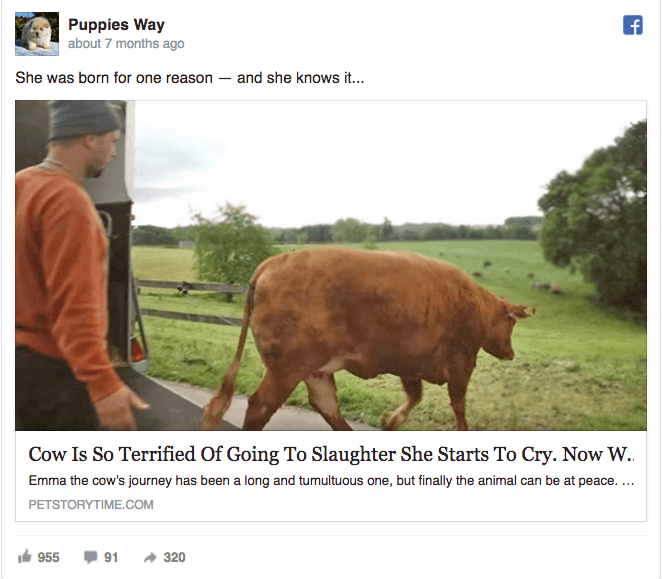 Puppies Way
about 7 months ago
She was born for one reason — and she knows it...
Cow Is So Terrified Of Going To Slaughter She Starts To Cry. Now W..
Emma the cow's journey has been a long and tumultuous one, but finally the animal can be at peace. ...
PETSTORYTIME.COM
955 91 320